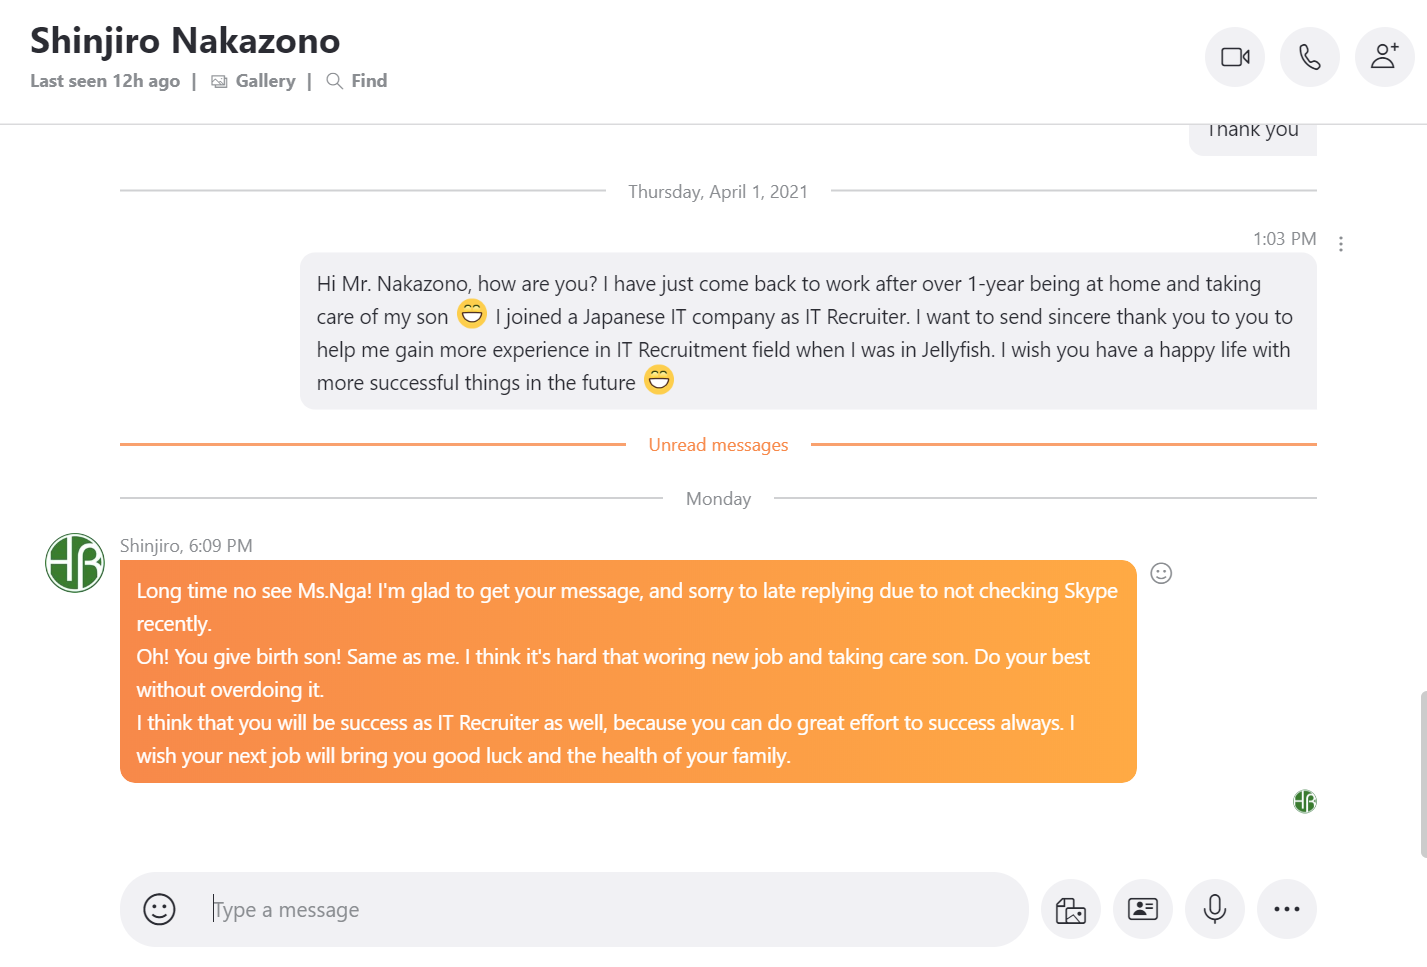 Shinjiro Nakazono
Last seen 12h ago | Gallery | Find
Thank you
Thursday, April 1, 2021
1:03 PM
Hi Mr. Nakazono, how are you? I have just come back to work after over 1-year being at home and taking
care of my son 😄 I joined a Japanese IT company as IT Recruiter. I want to send sincere thank you to you to
help me gain more experience in IT Recruitment field when I was in Jellyfish. I wish you have a happy life with
more successful things in the future 😄
Unread messages
Monday
Shinjiro, 6:09 PM
Long time no see Ms.Nga! I'm glad to get your message, and sorry to late replying due to not checking Skype
recently.
Oh! You give birth son! Same as me. I think it's hard that woring new job and taking care son. Do your best
without overdoing it.
I think that you will be success as IT Recruiter as well, because you can do great effort to success always. I
wish your next job will bring you good luck and the health of your family.
Type a message